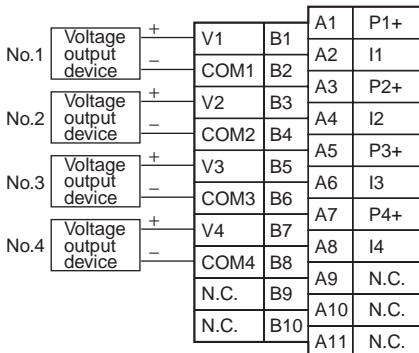 A1 P1+
V1 B1
A2 I1
No.1 Voltage output device + −
COM1 B2
A3 P2+
V2 B3
A4 I2
No.2 Voltage output device + −
COM2 B4
A5 P3+
V3 B5
A6 I3
No.3 Voltage output device + −
COM3 B6
A7 P4+
V4 B7
A8 I4
No.4 Voltage output device + −
COM4 B8
A9 N.C.
N.C. B9
A10 N.C.
N.C. B10
A11 N.C.